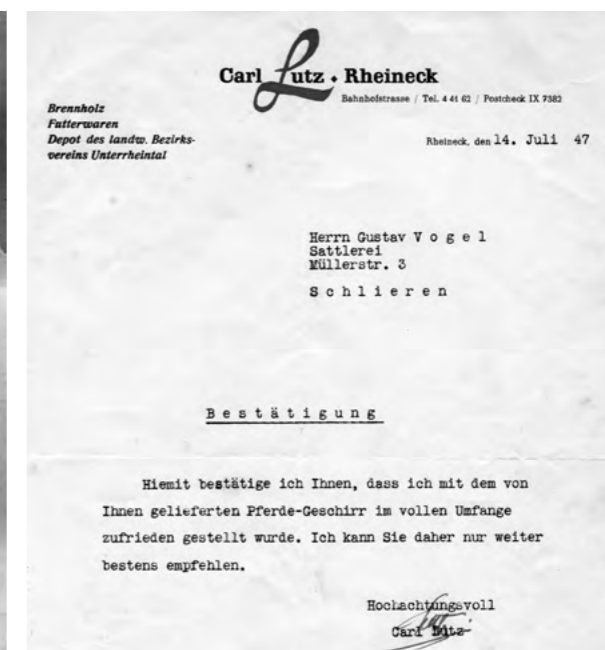 Carl Lutz • Rheineck
Bahnhofstrasse / Tel. 4 41 62 / Postcheck IX 7382
Brennholz
Futterwaren
Depot des landw. Bezirks-
vereins Unterrheintal
Rheineck, den 14. Juli 47
Herrn Gustav V o g e l
Sattlerei
Müllerstr. 3
S c h l i e r e n
B e s t ä t i g u n g
Hiemit bestätige ich Ihnen, dass ich mit dem von
Ihnen gelieferten Pferde-Geschirr im vollen Umfange
zufrieden gestellt wurde. Ich kann Sie daher nur weiter
bestens empfehlen.
Hochachtungsvoll
Carl Lutz